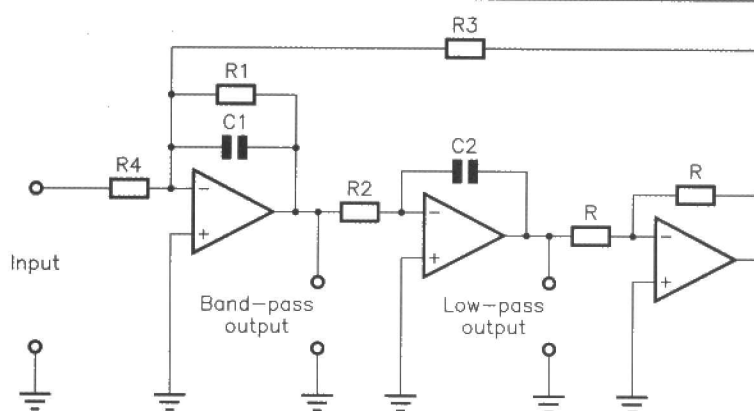 R3
R1
C1
R4
C2
R2
R
R
−
+
−
+
−
+
Input
Band-pass
output
Low-pass
output